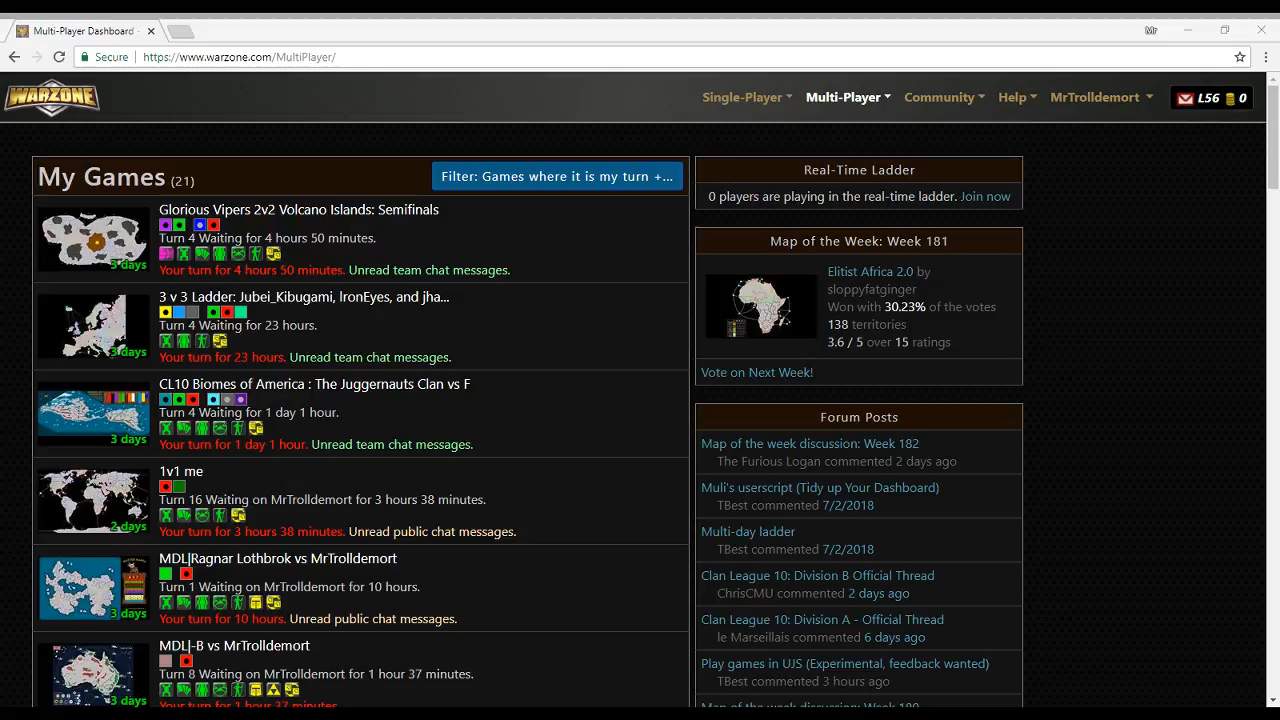 Multi-Player Dashboard -
Mr
Secure
https://www.warzone.com/MultiPlayer/
WARZONE
Single-Player
Multi-Player
Community
Help
MrTrolldemort
L56
0
My Games (21)
Filter: Games where it is my turn +...
Glorious Vipers 2v2 Volcano Islands: Semifinals
Turn 4 Waiting for 4 hours 50 minutes.
3 days
Your turn for 4 hours 50 minutes. Unread team chat messages.
3 v 3 Ladder: Jubei_Kibugami, IronEyes, and jha...
Turn 4 Waiting for 23 hours.
3 days
Your turn for 23 hours. Unread team chat messages.
CL10 Biomes of America : The Juggernauts Clan vs F
Turn 4 Waiting for 1 day 1 hour.
3 days
Your turn for 1 day 1 hour. Unread team chat messages.
1v1 me
Turn 16 Waiting on MrTrolldemort for 3 hours 38 minutes.
2 days
Your turn for 3 hours 38 minutes. Unread public chat messages.
MDL|Ragnar Lothbrok vs MrTrolldemort
Turn 1 Waiting on MrTrolldemort for 10 hours.
3 days
Your turn for 10 hours. Unread public chat messages.
MDL|-B vs MrTrolldemort
Turn 8 Waiting on MrTrolldemort for 1 hour 37 minutes.
3 days
Your turn for 1 hour 37 minutes.
Real-Time Ladder
0 players are playing in the real-time ladder. Join now
Map of the Week: Week 181
Elitist Africa 2.0 by
sloppyfatginger
Won with 30.23% of the votes
138 territories
3.6 / 5 over 15 ratings
Vote on Next Week!
Forum Posts
Map of the week discussion: Week 182
The Furious Logan commented 2 days ago
Muli's userscript (Tidy up Your Dashboard)
TBest commented 7/2/2018
Multi-day ladder
TBest commented 7/2/2018
Clan League 10: Division B Official Thread
ChrisCMU commented 2 days ago
Clan League 10: Division A - Official Thread
le Marseillais commented 6 days ago
Play games in UJS (Experimental, feedback wanted)
TBest commented 3 hours ago
Map of the week discussion: Week 180